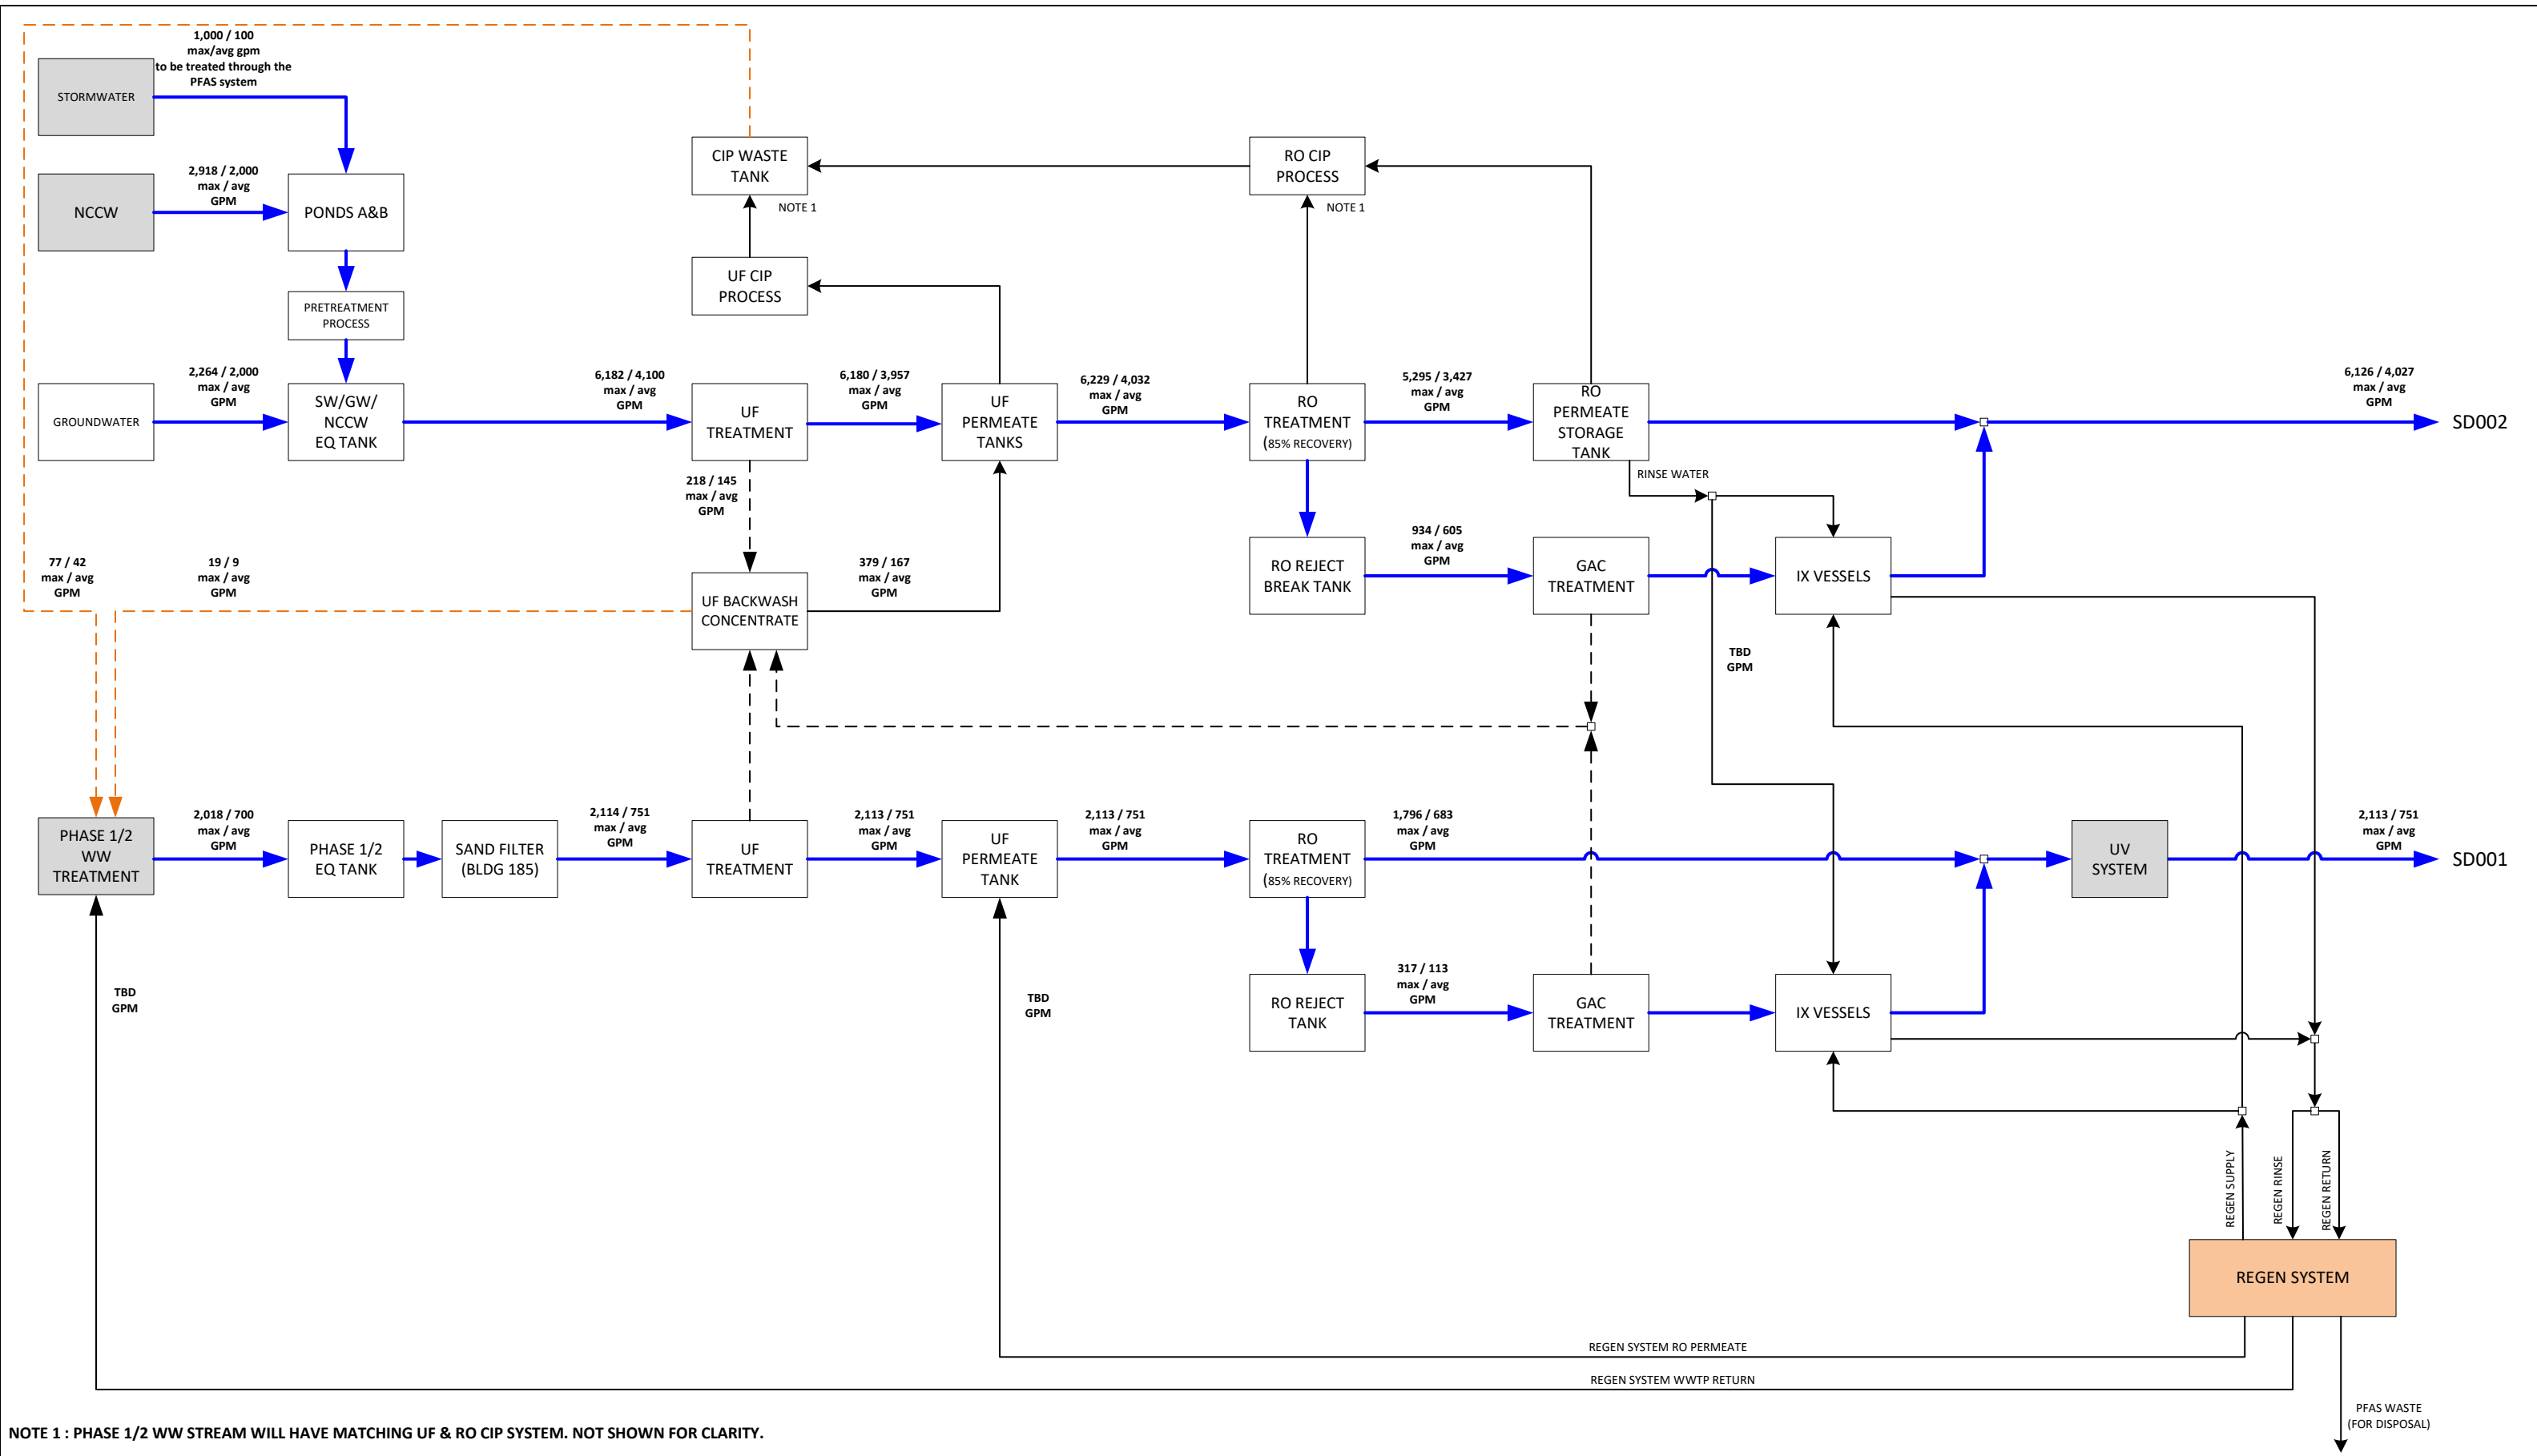 1,000 / 100
max/avg gpm
to be treated through the
PFAS system
STORMWATER
NCCW
2,918 / 2,000
max / avg
GPM
PONDS A&B
PRETREATMENT
PROCESS
GROUNDWATER
2,264 / 2,000
max / avg
GPM
SW/GW/
NCCW
EQ TANK
6,182 / 4,100
max / avg
GPM
CIP WASTE
TANK
NOTE 1
UF CIP
PROCESS
UF
TREATMENT
6,180 / 3,957
max / avg
GPM
UF
PERMEATE
TANKS
6,229 / 4,032
max / avg
GPM
RO CIP
PROCESS
NOTE 1
RO
TREATMENT
(85% RECOVERY)
5,295 / 3,427
max / avg
GPM
RO
PERMEATE
STORAGE
TANK
6,126 / 4,027
max / avg
GPM
SD002
RINSE WATER
218 / 145
max / avg
GPM
77 / 42
max / avg
GPM
19 / 9
max / avg
GPM
UF BACKWASH
CONCENTRATE
379 / 167
max / avg
GPM
RO REJECT
BREAK TANK
934 / 605
max / avg
GPM
GAC
TREATMENT
IX VESSELS
TBD
GPM
PHASE 1/2
WW
TREATMENT
2,018 / 700
max / avg
GPM
PHASE 1/2
EQ TANK
SAND FILTER
(BLDG 185)
2,114 / 751
max / avg
GPM
UF
TREATMENT
2,113 / 751
max / avg
GPM
UF
PERMEATE
TANK
2,113 / 751
max / avg
GPM
RO
TREATMENT
(85% RECOVERY)
1,796 / 683
max / avg
GPM
UV
SYSTEM
2,113 / 751
max / avg
GPM
SD001
TBD
GPM
TBD
GPM
RO REJECT
TANK
317 / 113
max / avg
GPM
GAC
TREATMENT
IX VESSELS
REGEN SUPPLY
REGEN RINSE
REGEN RETURN
REGEN SYSTEM
REGEN SYSTEM RO PERMEATE
REGEN SYSTEM WWTP RETURN
PFAS WASTE
(FOR DISPOSAL)
NOTE 1 : PHASE 1/2 WW STREAM WILL HAVE MATCHING UF & RO CIP SYSTEM. NOT SHOWN FOR CLARITY.